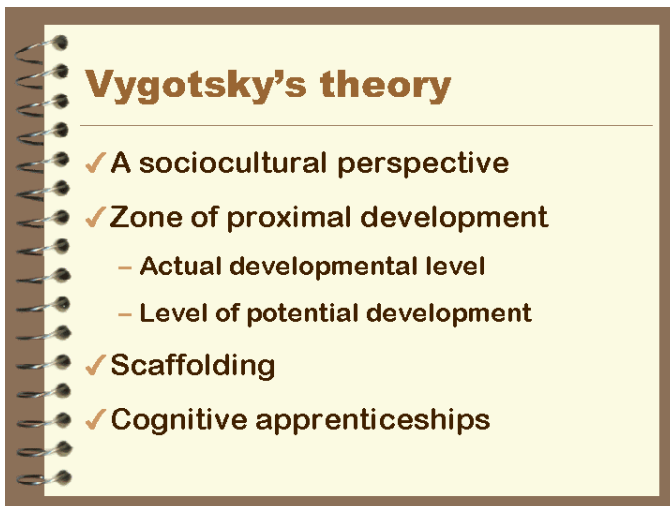 Vygotsky's theory
✓ A sociocultural perspective
✓ Zone of proximal development
– Actual developmental level
– Level of potential development
✓ Scaffolding
✓ Cognitive apprenticeships